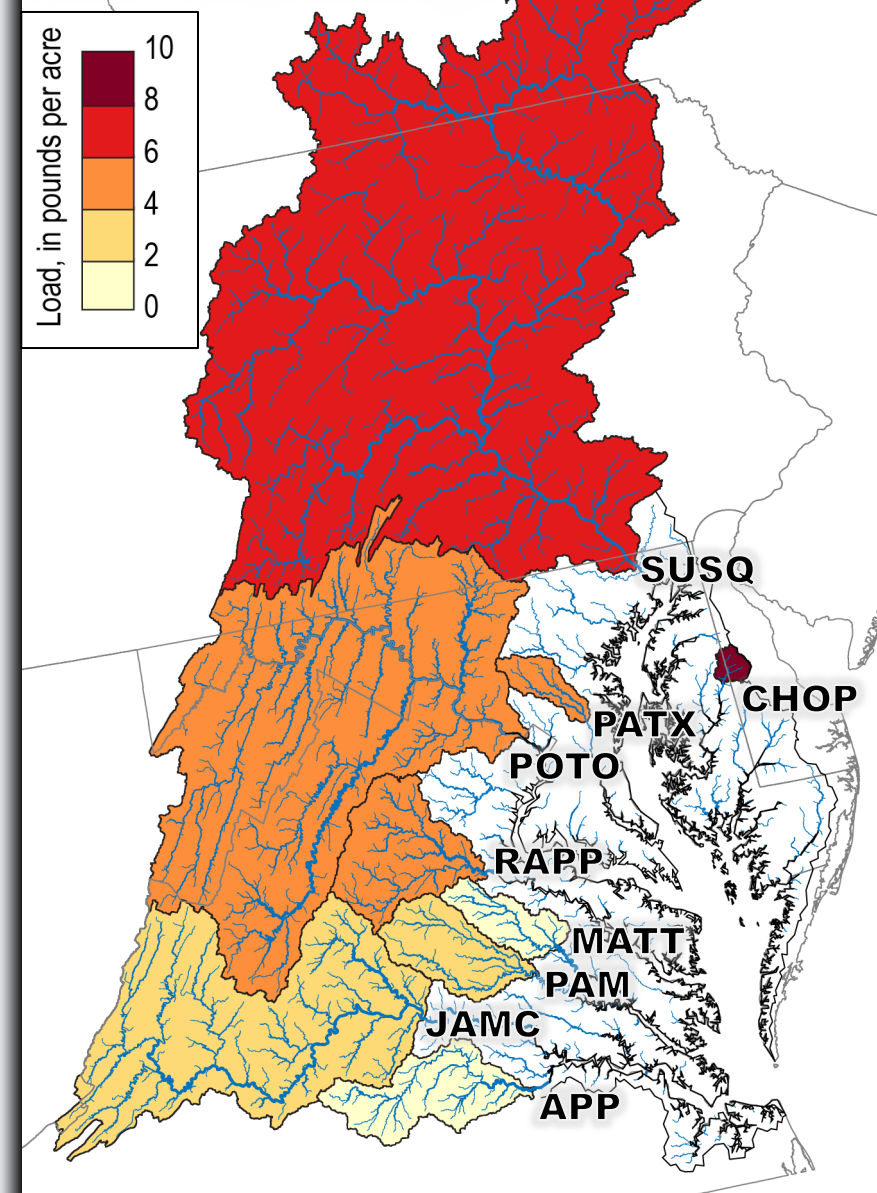 Load, in pounds per acre
10
8
6
4
2
0
SUSQ
CHOP
PATX
POTO
RAPP
MATT
PAM
JAMC
APP